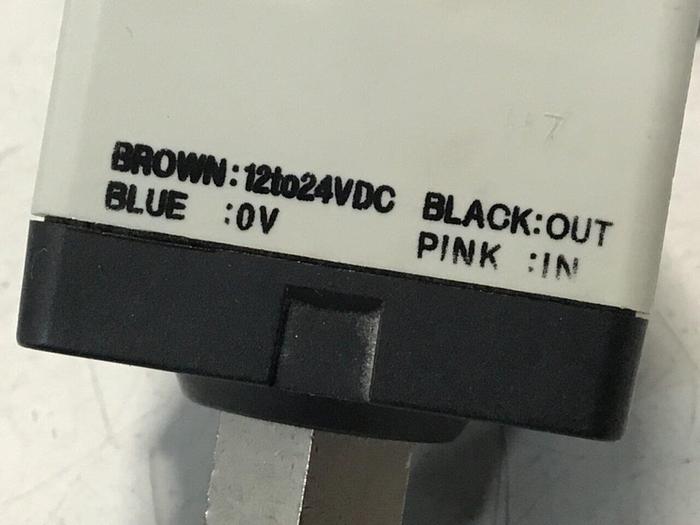 BROWN:12to24VDC BLACK:OUT
BLUE :0V PINK :IN